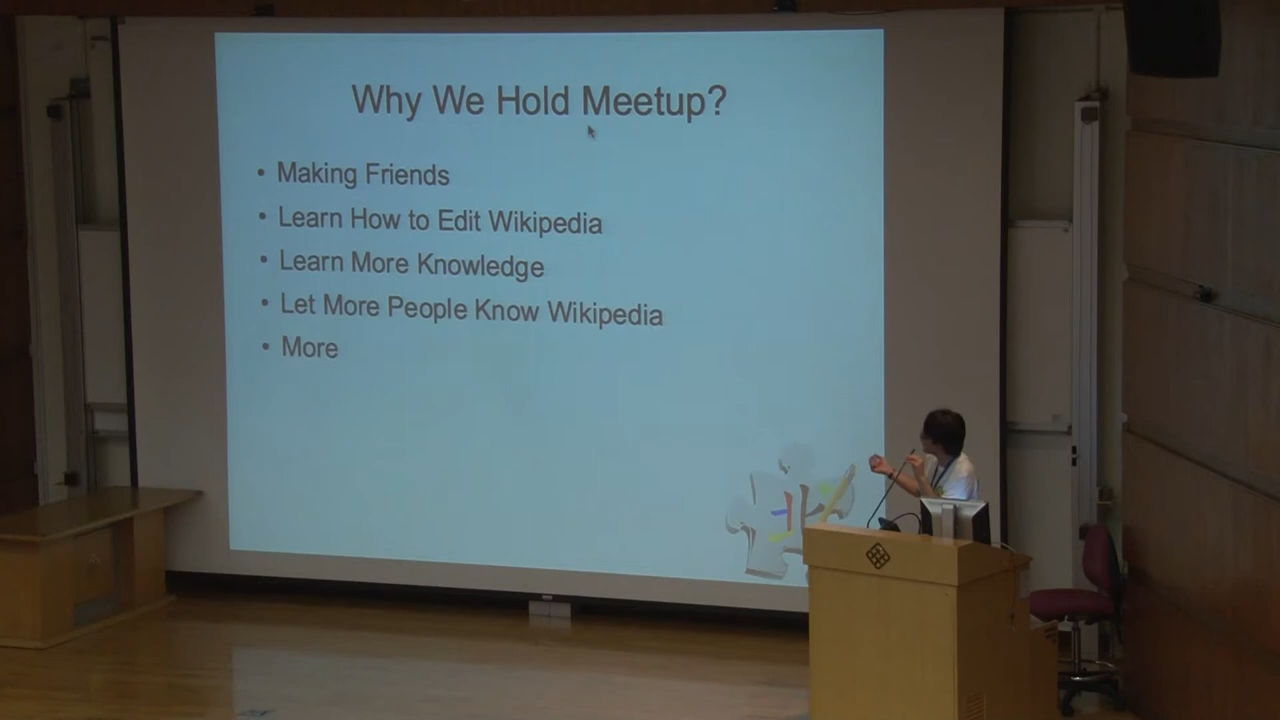 Why We Hold Meetup?
• Making Friends
• Learn How to Edit Wikipedia
• Learn More Knowledge
• Let More People Know Wikipedia
• More
北